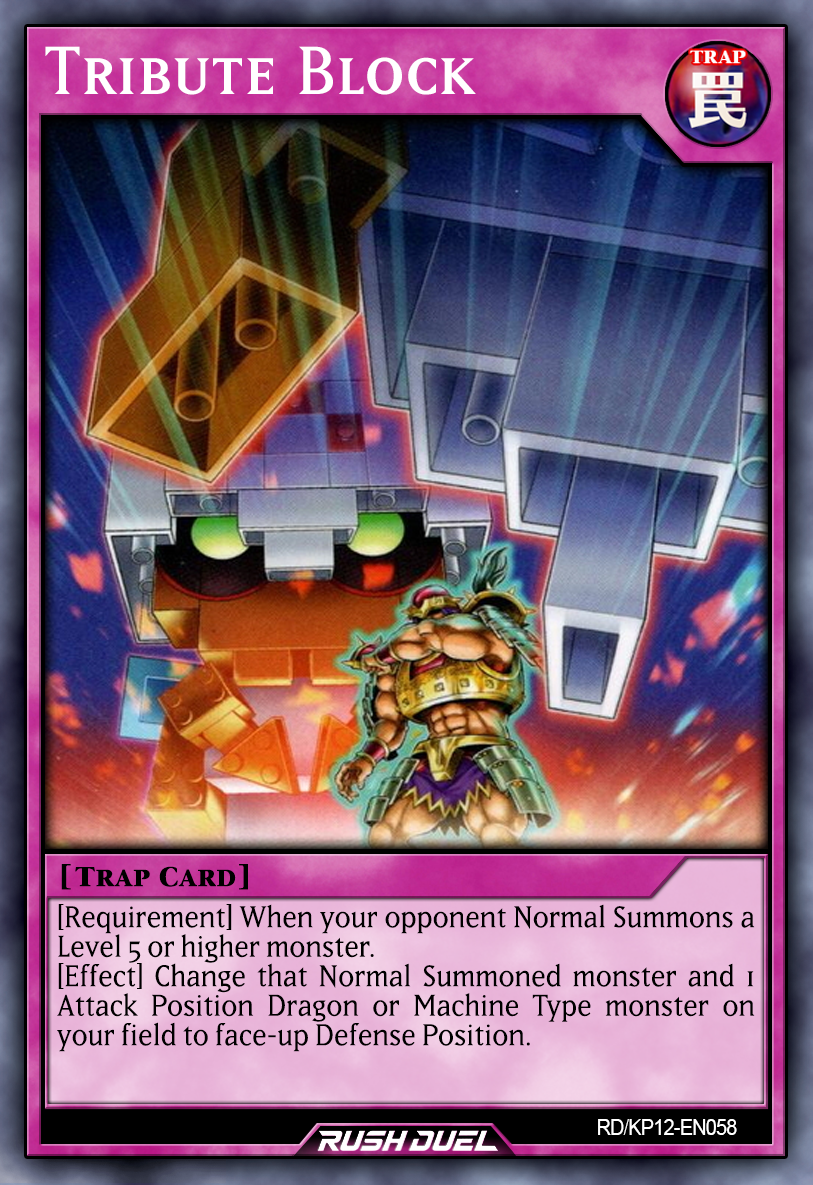 Tribute Block
TRAP
罠
[Trap Card]
[Requirement] When your opponent Normal Summons a
Level 5 or higher monster.
[Effect] Change that Normal Summoned monster and 1
Attack Position Dragon or Machine Type monster on
your field to face-up Defense Position.
RD/KP12-EN058
RUSH DUEL